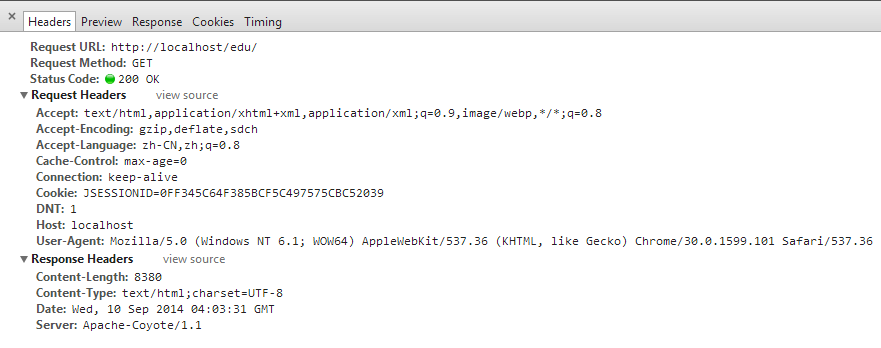 × Headers Preview Response Cookies Timing
Request URL: http://localhost/edu/
Request Method: GET
Status Code: 200 OK
▼ Request Headers view source
Accept: text/html,application/xhtml+xml,application/xml;q=0.9,image/webp,*/*;q=0.8
Accept-Encoding: gzip,deflate,sdch
Accept-Language: zh-CN,zh;q=0.8
Cache-Control: max-age=0
Connection: keep-alive
Cookie: JSESSIONID=0FF345C64F385BCF5C497575CBC52039
DNT: 1
Host: localhost
User-Agent: Mozilla/5.0 (Windows NT 6.1; WOW64) AppleWebKit/537.36 (KHTML, like Gecko) Chrome/30.0.1599.101 Safari/537.36
▼ Response Headers view source
Content-Length: 8380
Content-Type: text/html;charset=UTF-8
Date: Wed, 10 Sep 2014 04:03:31 GMT
Server: Apache-Coyote/1.1